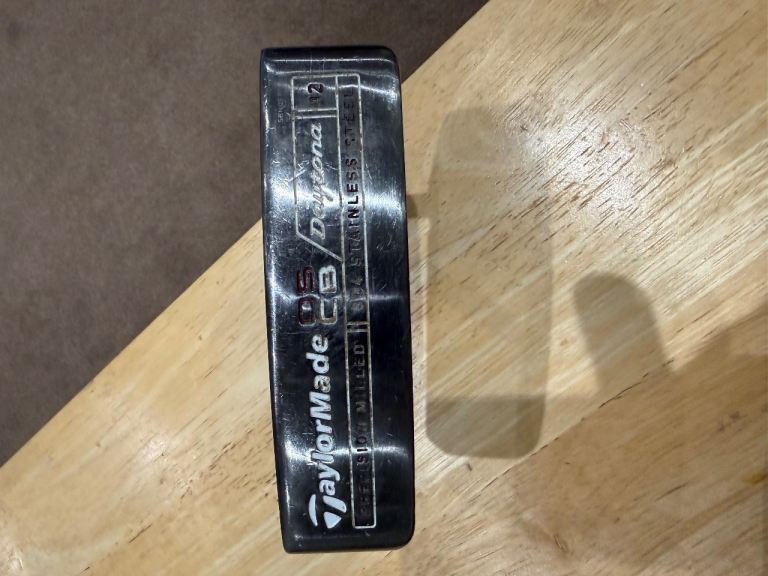 TaylorMade OS CB Daytona 12
PRECISION MILLED 304 STAINLESS STEEL